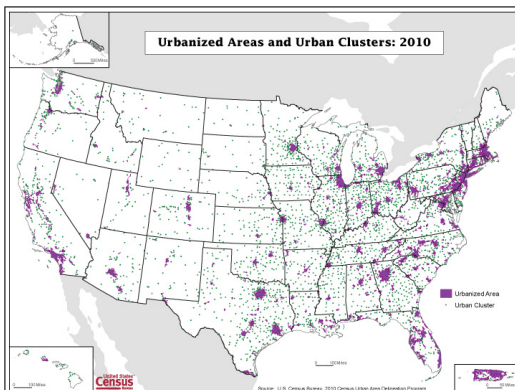 Urbanized Areas and Urban Clusters: 2010
Urbanized Area
Urban Cluster
United States
Census
Source: U.S. Census Bureau, 2010 Census Urban Area Delineation Program